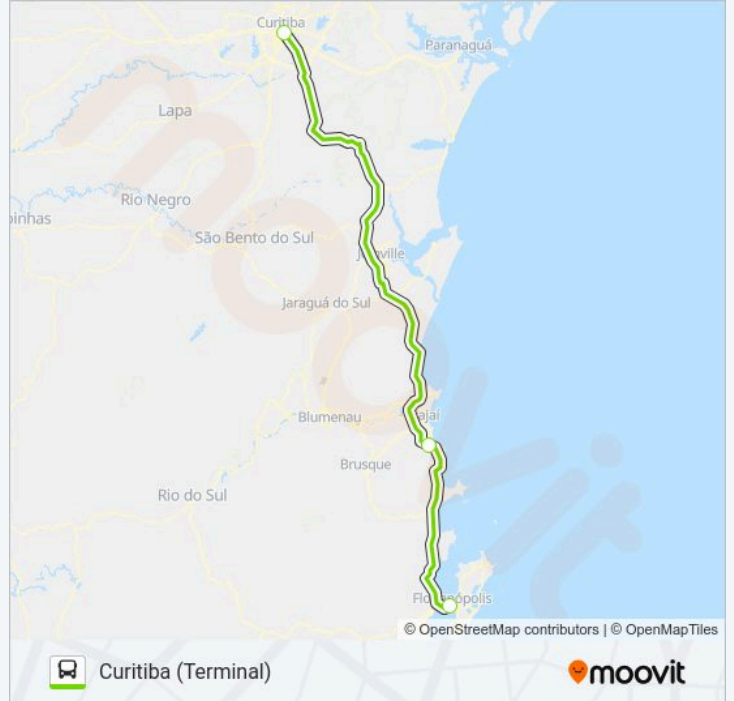 Curitiba
Paranaguá
Lapa
Rio Negro
São Bento do Sul
Jaraguá do Sul
Blumenau
Brusque
Rio do Sul
© OpenStreetMap contributors | © OpenMapTiles
Curitiba (Terminal)
moovit